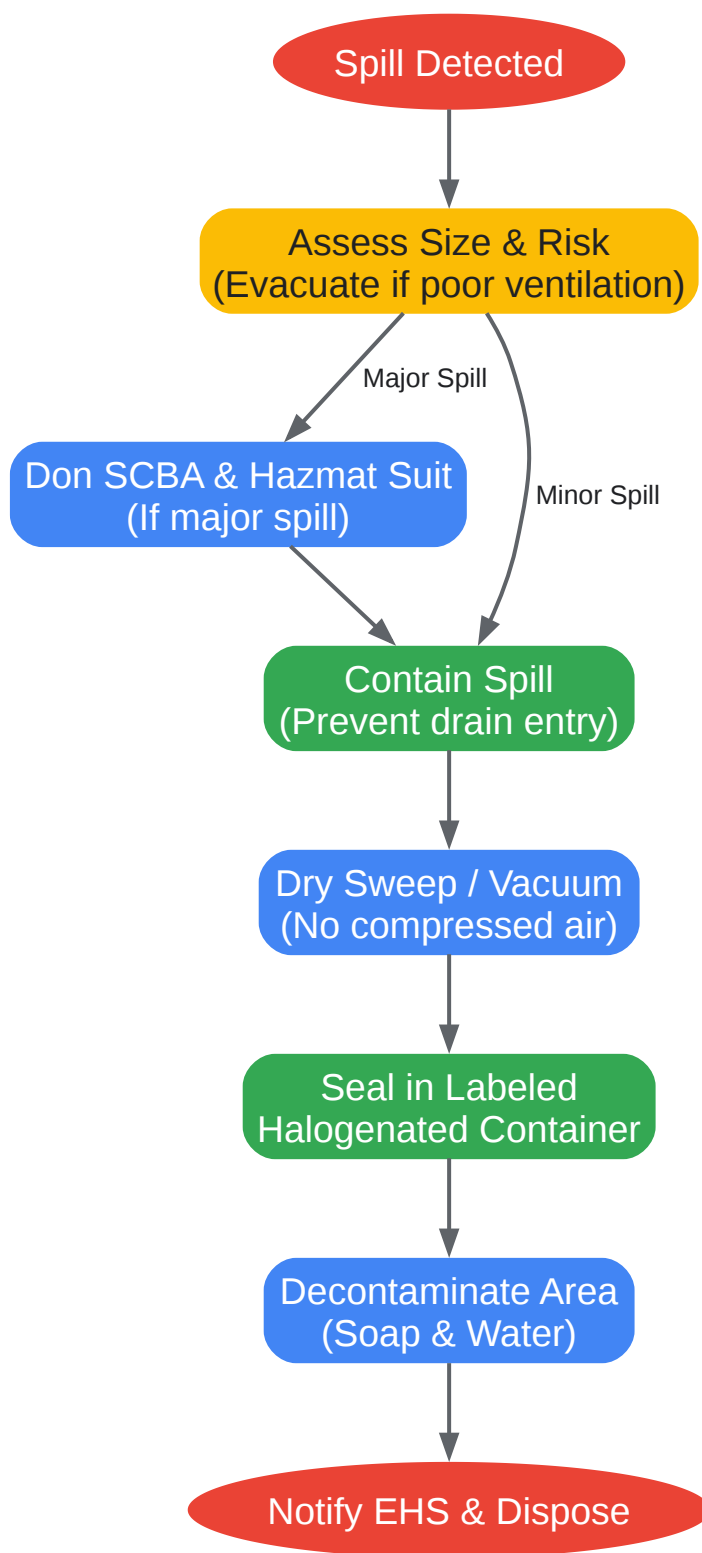 Spill Detected
Assess Size & Risk
(Evacuate if poor ventilation)
Major Spill
Don SCBA & Hazmat Suit
(If major spill)
Minor Spill
Contain Spill
(Prevent drain entry)
Dry Sweep / Vacuum
(No compressed air)
Seal in Labeled
Halogenated Container
Decontaminate Area
(Soap & Water)
Notify EHS & Dispose